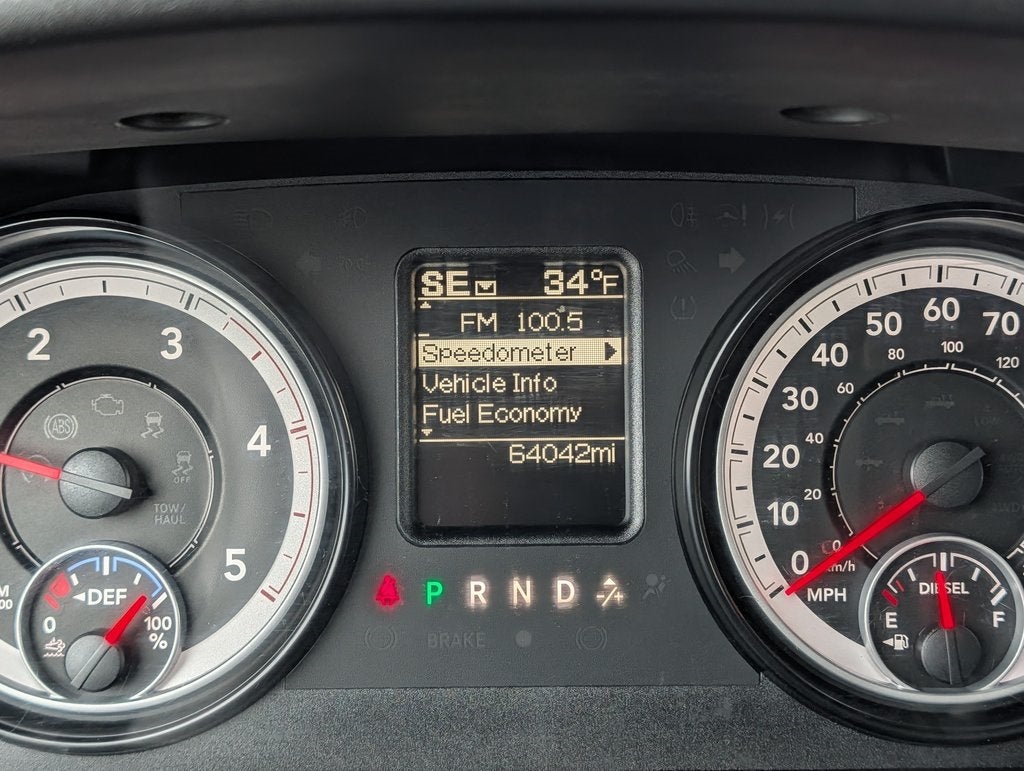 SE 34°F
FM 100.5
Speedometer
Vehicle Info
Fuel Economy
64042mi
2 3 4 5
ABS
OFF
TOW/
HAUL
DEF
0 100
%
P R N D -/+
BRAKE
0 10 20 30 40 50 60 70
20 40 60 80 100 120
MPH
km/h
DIESEL
E F